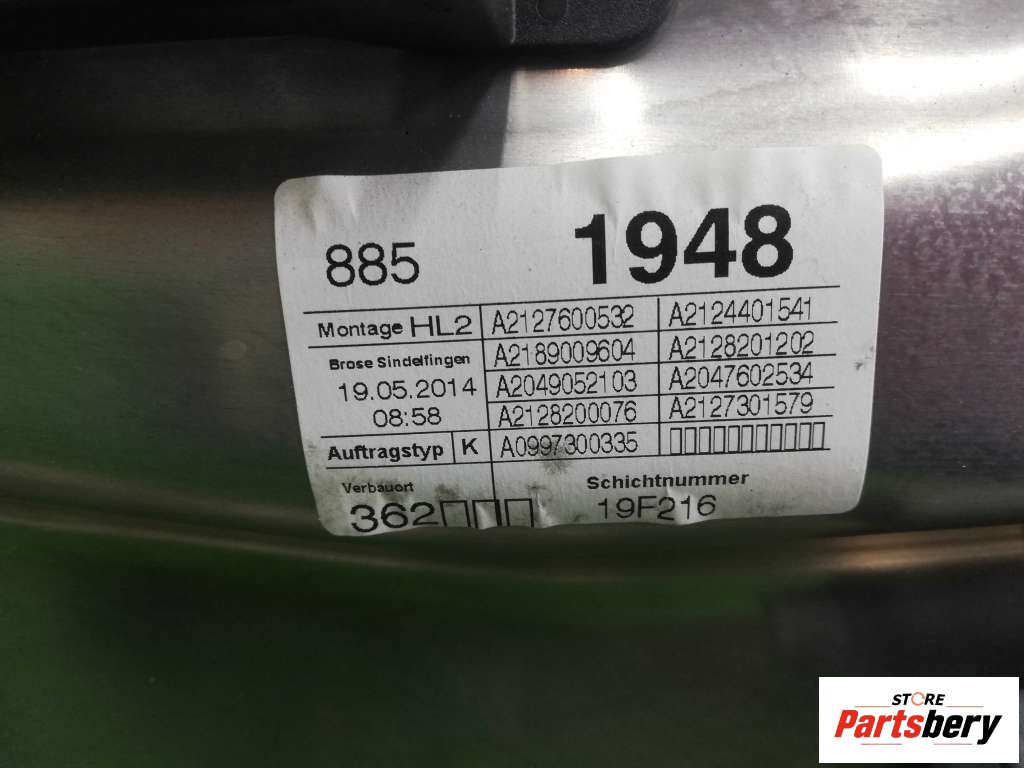 885 1948
Montage HL2 A2127600532 A2124401541
Brose Sindelfingen A2189009604 A2128201202
19.05.2014 A2049052103 A2047602534
08:58 A2128200076 A2127301579
Auftragstyp K A0997300335
Verbauort Schichtnummer
362 19F216
STORE
Partsbery